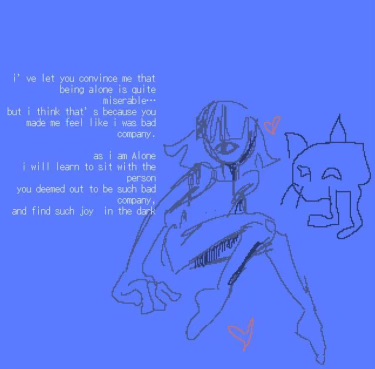 i' ve let you convince me that
being alone is quite
miserable…
but i think that' s because you
made me feel like i was bad
company.
as i am Alone
i will learn to sit with the
person
you deemed out to be such bad
company,
and find such joy in the dark